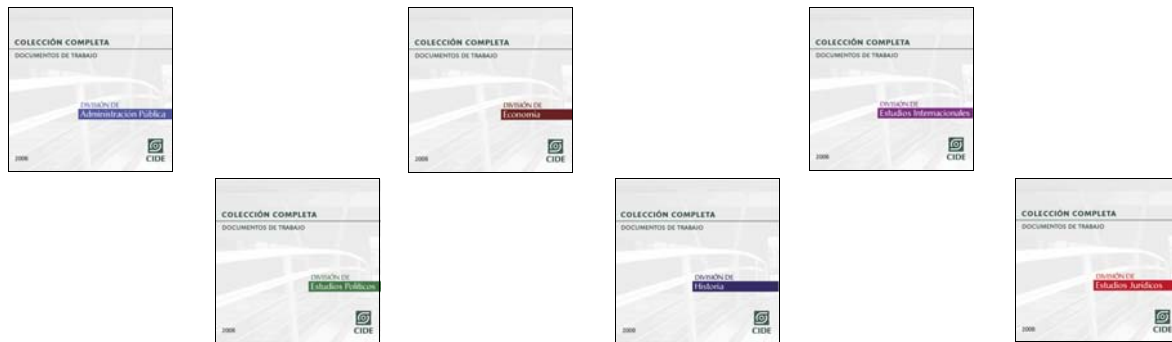 COLECCIÓN COMPLETA
DOCUMENTOS DE TRABAJO
DIVISIÓN DE
Administración Pública
2008
CIDE
COLECCIÓN COMPLETA
DOCUMENTOS DE TRABAJO
DIVISIÓN DE
Economía
2008
CIDE
COLECCIÓN COMPLETA
DOCUMENTOS DE TRABAJO
DIVISIÓN DE
Estudios Internacionales
2008
CIDE
COLECCIÓN COMPLETA
DOCUMENTOS DE TRABAJO
DIVISIÓN DE
Estudios Políticos
2008
CIDE
COLECCIÓN COMPLETA
DOCUMENTOS DE TRABAJO
DIVISIÓN DE
Historia
2008
CIDE
COLECCIÓN COMPLETA
DOCUMENTOS DE TRABAJO
DIVISIÓN DE
Estudios Jurídicos
2008
CIDE